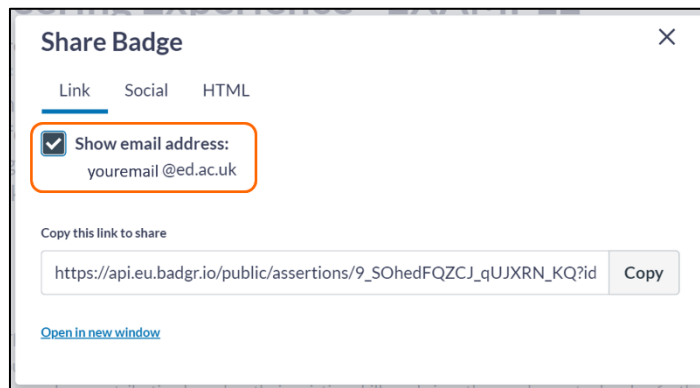 Share Badge
Link Social HTML
Show email address:
youremail @ed.ac.uk
Copy this link to share
https://api.eu.badgr.io/public/assertions/9_SOhedFQZCJ_qUJXRN_KQ?id Copy
Open in new window